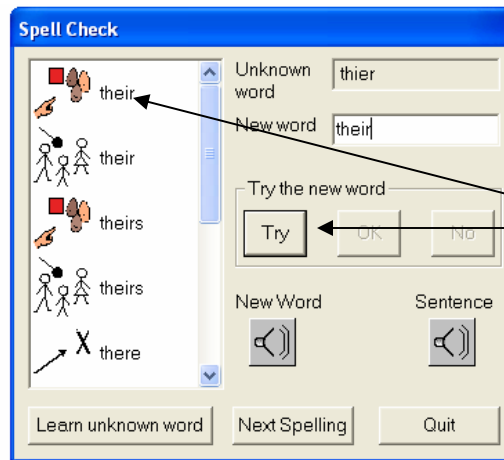 Spell Check
their
their
theirs
theirs
there
Unknown
word
thier
New word
their
Try the new word
Try
OK
No
New Word
Sentence
Learn unknown word
Next Spelling
Quit